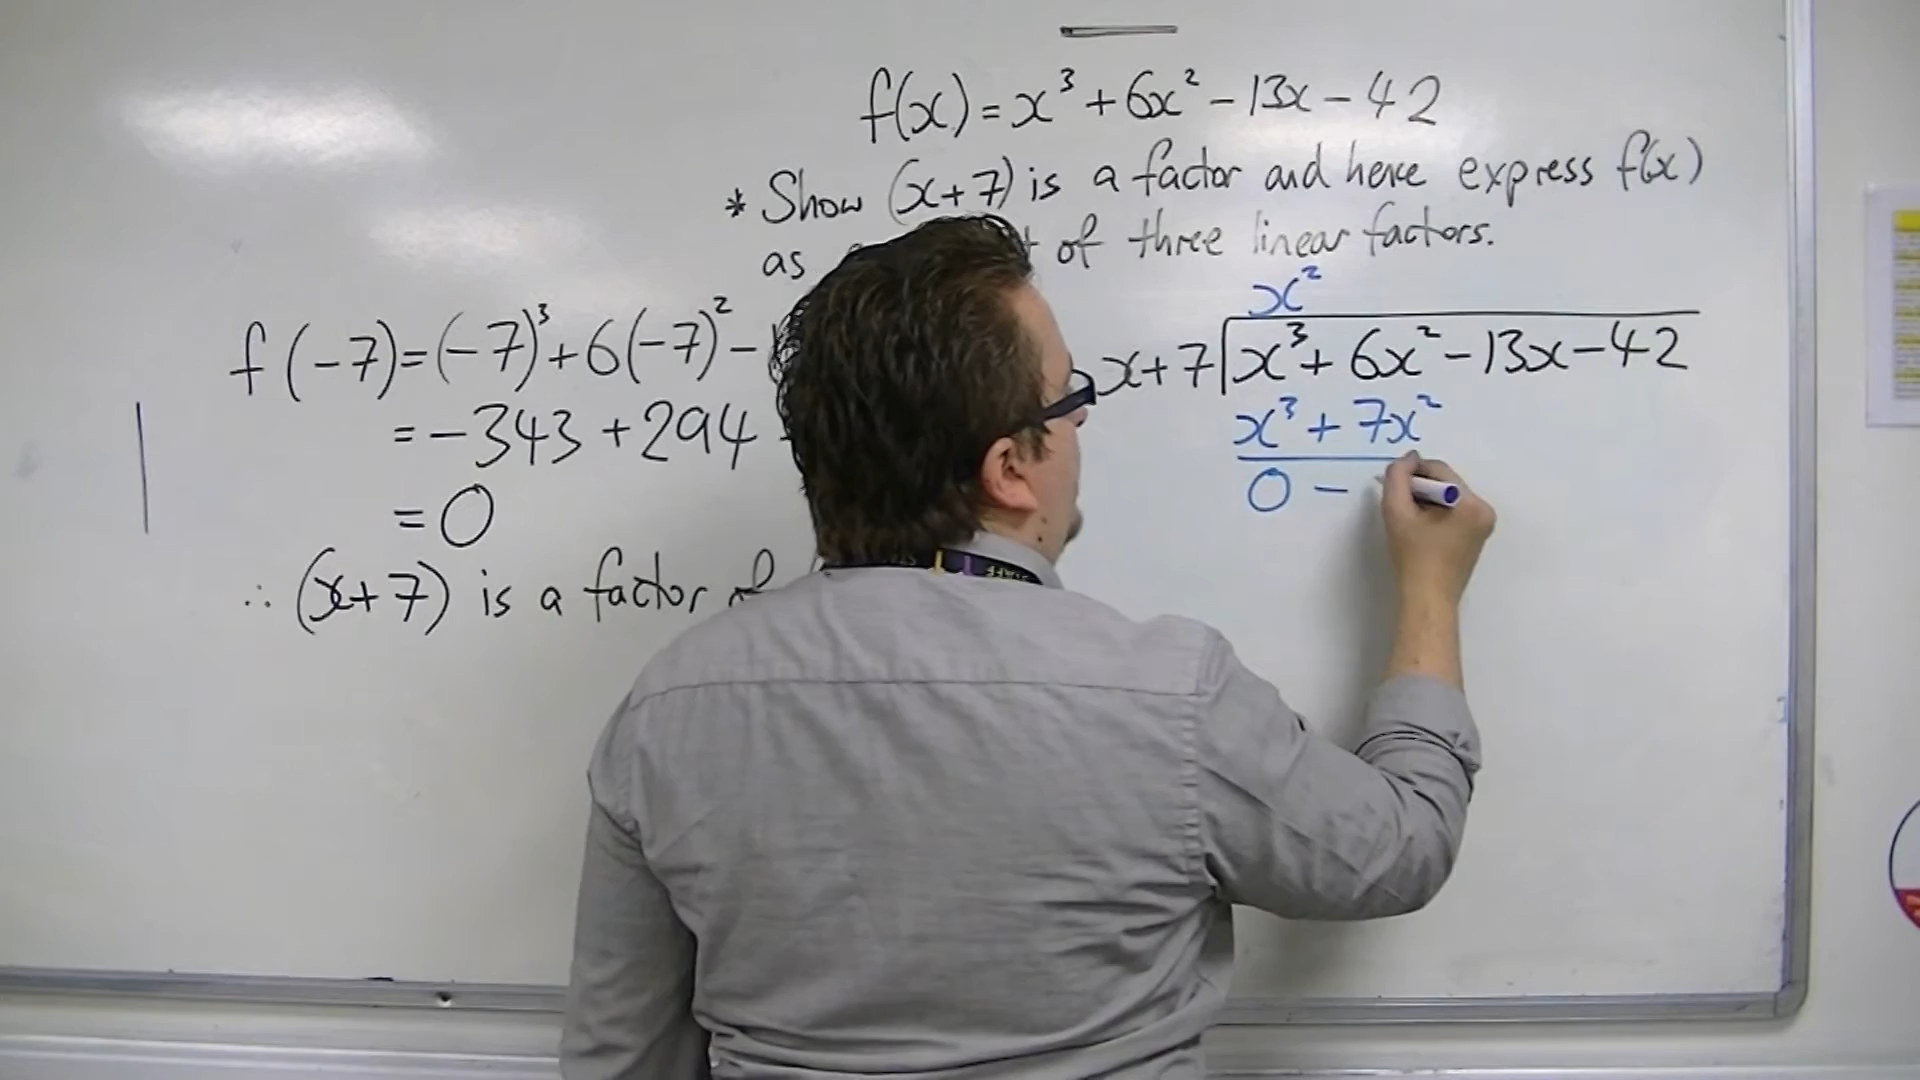 f(x) = x³ + 6x² - 13x - 42
* Show (x+7) is a factor and hence express f(x)
as of three linear factors.
f(-7) = (-7)³ + 6(-7)² -
= -343 + 294
= 0
∴ (x+7) is a factor of
x²
x+7 x³ + 6x² - 13x - 42
x³ + 7x²
0 -